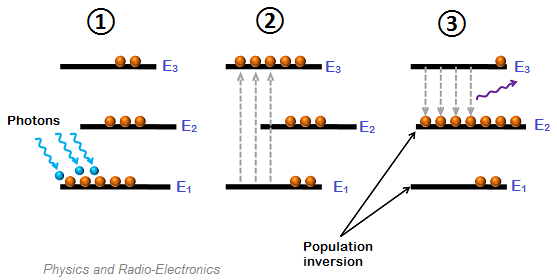 ① ② ③
E3 E3 E3
Photons
E2 E2 E2
E1 E1 E1
Population
inversion
Physics and Radio-Electronics